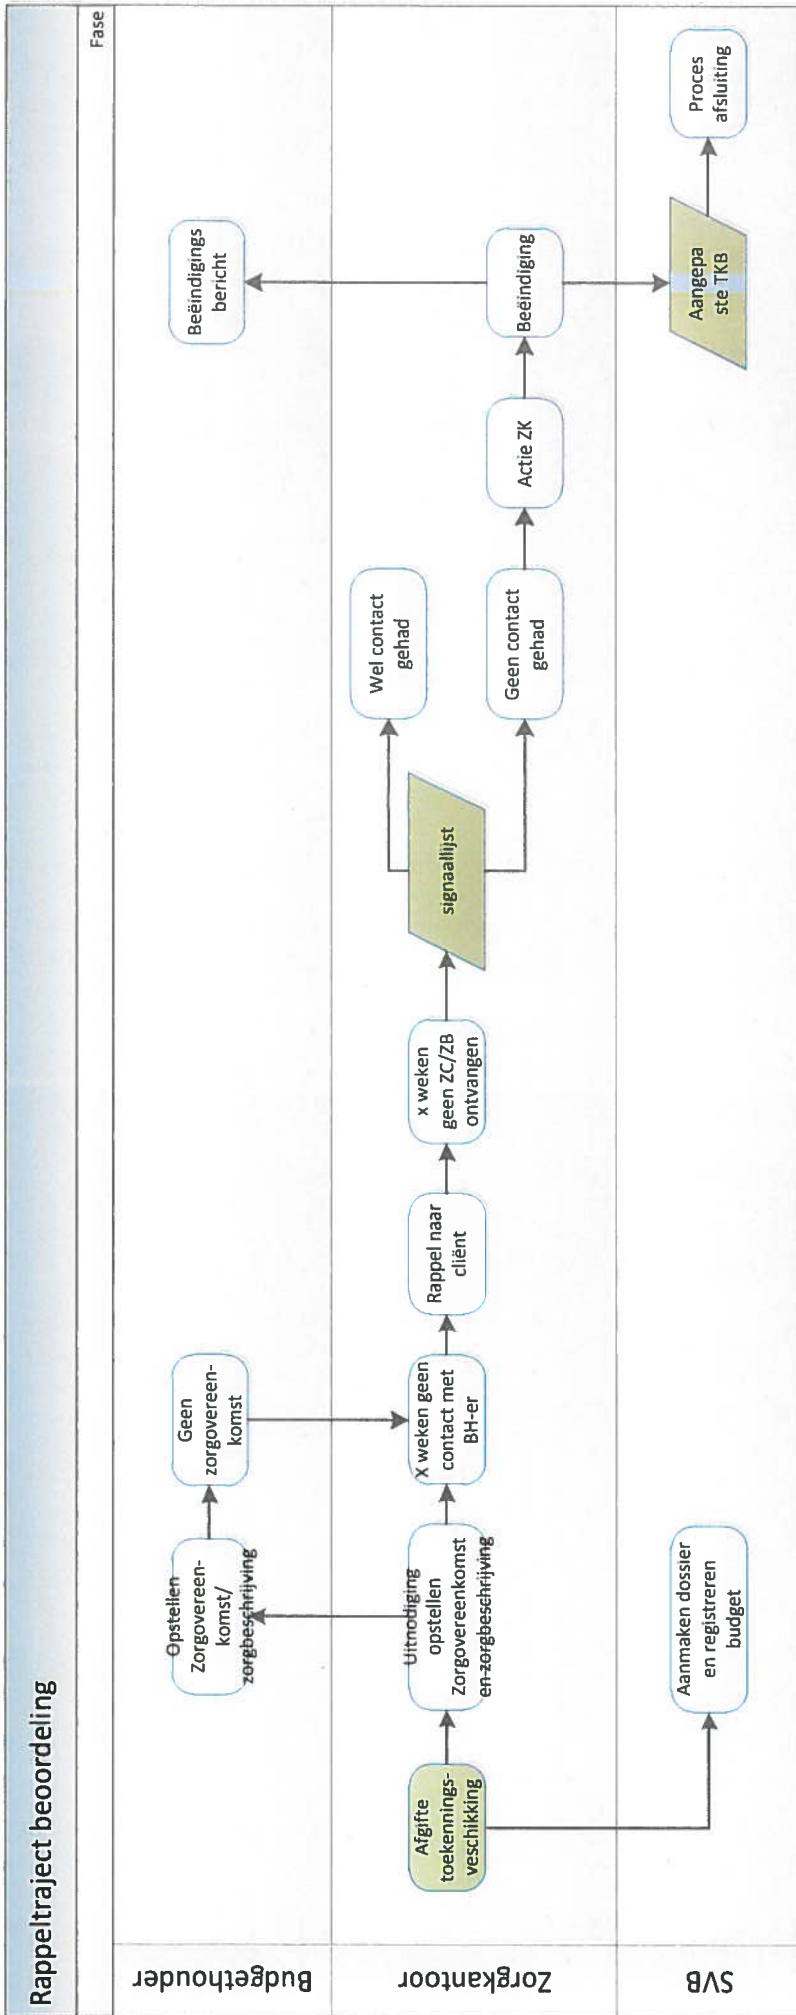 Rappeltraject beoordeling
Fase
Budgethouder
Opstellen
Zorgovereen-
komst/
zorgbeschrijving
Geen
zorgovereen-
komst
Beëindigings
bericht
Zorgkantoor
Afgifte
toekennings-
veschikking
Uitnodiging
opstellen
Zorgovereenkomst
en zorgbeschrijving
X weken geen
contact met
BH-er
Rappel naar
cliënt
x weken
geen ZC/ZB
ontvangen
signaallijst
Wel contact
gehad
Geen contact
gehad
Actie ZK
Beëindiging
SVB
Aanmaken dossier
en registreren
budget
Aangepa
ste TKB
Proces
afsluiting